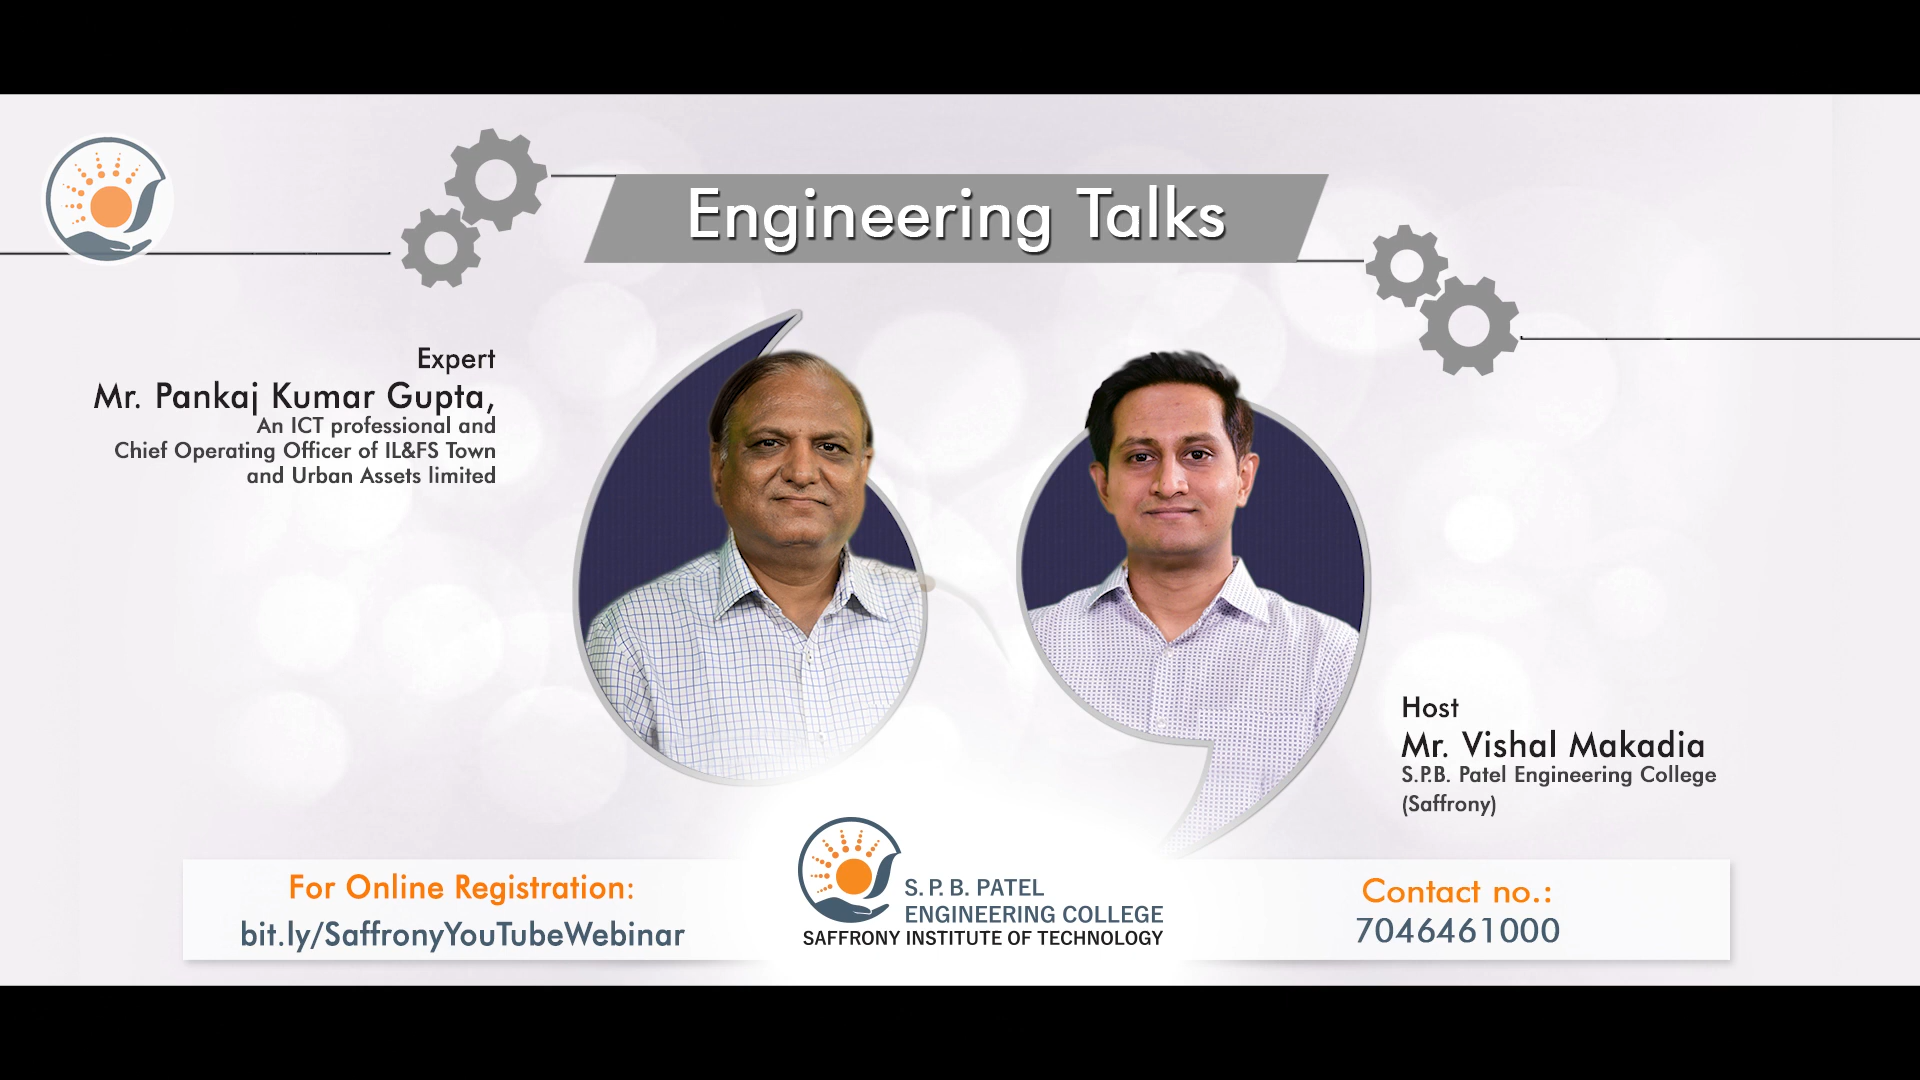 Engineering Talks
Expert
Mr. Pankaj Kumar Gupta,
An ICT professional and
Chief Operating Officer of IL&FS Town
and Urban Assets limited
Host
Mr. Vishal Makadia
S.P.B. Patel Engineering College
(Saffrony)
For Online Registration:
bit.ly/SaffronyYouTubeWebinar
S. P. B. PATEL
ENGINEERING COLLEGE
SAFFRONY INSTITUTE OF TECHNOLOGY
Contact no.:
7046461000